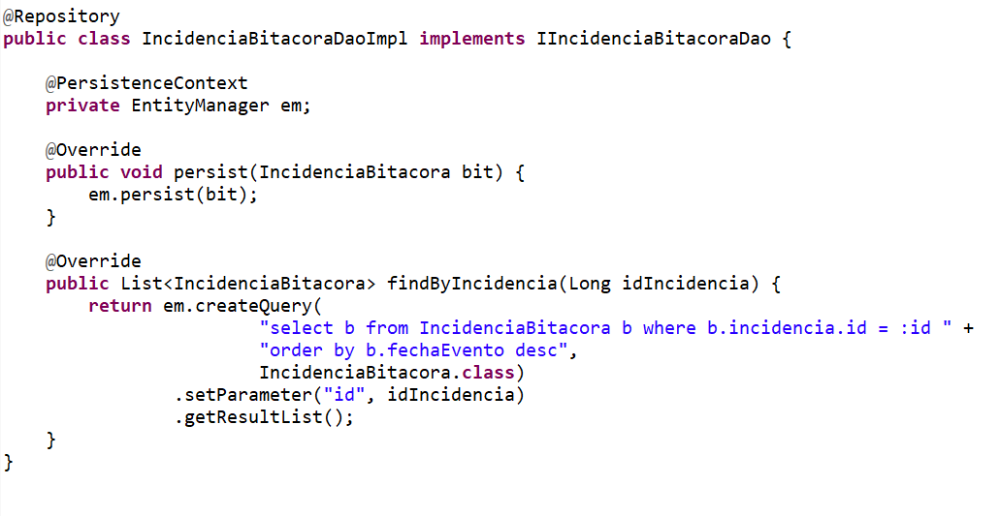 @Repository
public class IncidenciaBitacoraDaoImpl implements IIncidenciaBitacoraDao {
@PersistenceContext
private EntityManager em;
@Override
public void persist(IncidenciaBitacora bit) {
em.persist(bit);
}
@Override
public List<IncidenciaBitacora> findByIncidencia(Long idIncidencia) {
return em.createQuery(
"select b from IncidenciaBitacora b where b.incidencia.id = :id " +
"order by b.fechaEvento desc",
IncidenciaBitacora.class)
.setParameter("id", idIncidencia)
.getResultList();
}
}